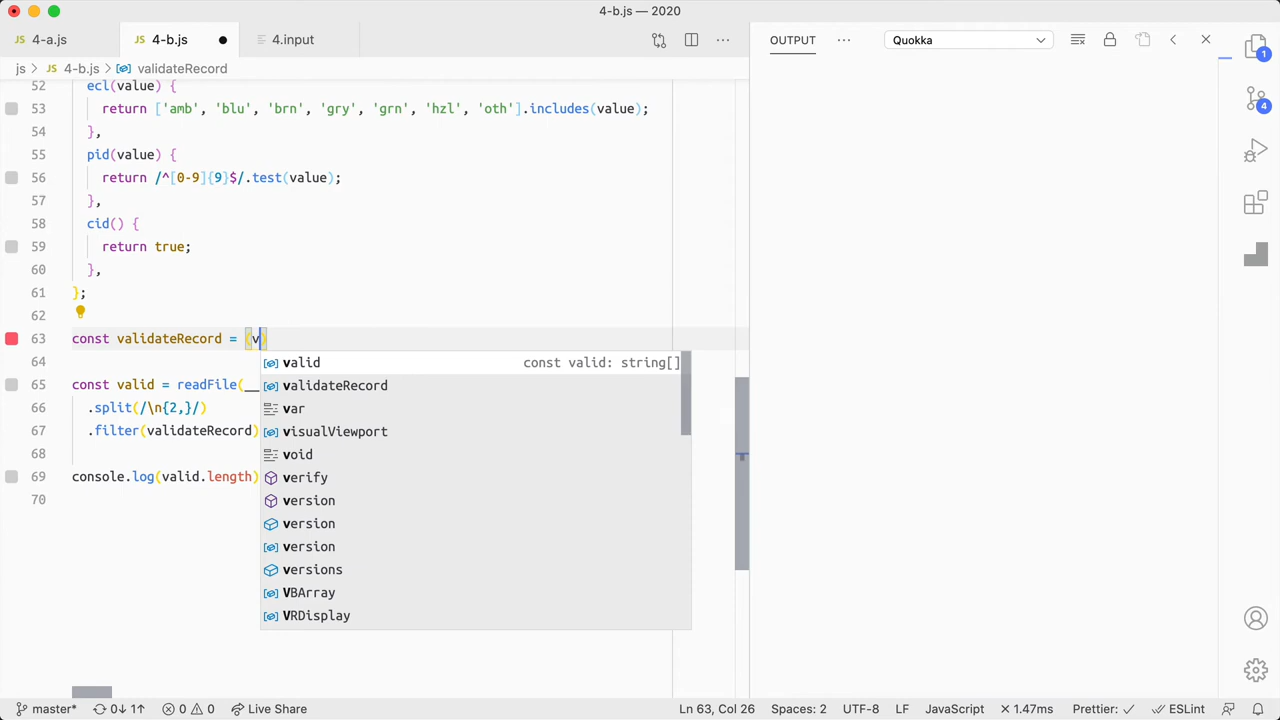 4-b.js — 2020
JS 4-a.js
JS 4-b.js
4.input
js > JS 4-b.js > validateRecord
52 ecl(value) {
53 return ['amb', 'blu', 'brn', 'gry', 'grn', 'hzl', 'oth'].includes(value);
54 },
55 pid(value) {
56 return /^[0-9]{9}$/.test(value);
57 },
58 cid() {
59 return true;
60 },
61 };
62
63 const validateRecord = (v)
64
65 const valid = readFile(__
66 .split(/\n{2,}/)
67 .filter(validateRecord)
68
69 console.log(valid.length)
70
valid const valid: string[]
validateRecord
var
visualViewport
void
verify
version
version
version
versions
VBArray
VRDisplay
OUTPUT ··· Quokka
1
4
master* 0↓ 1↑ 0 0 Live Share Ln 63, Col 26 Spaces: 2 UTF-8 LF JavaScript × 1.47ms Prettier: ✓ ESLint